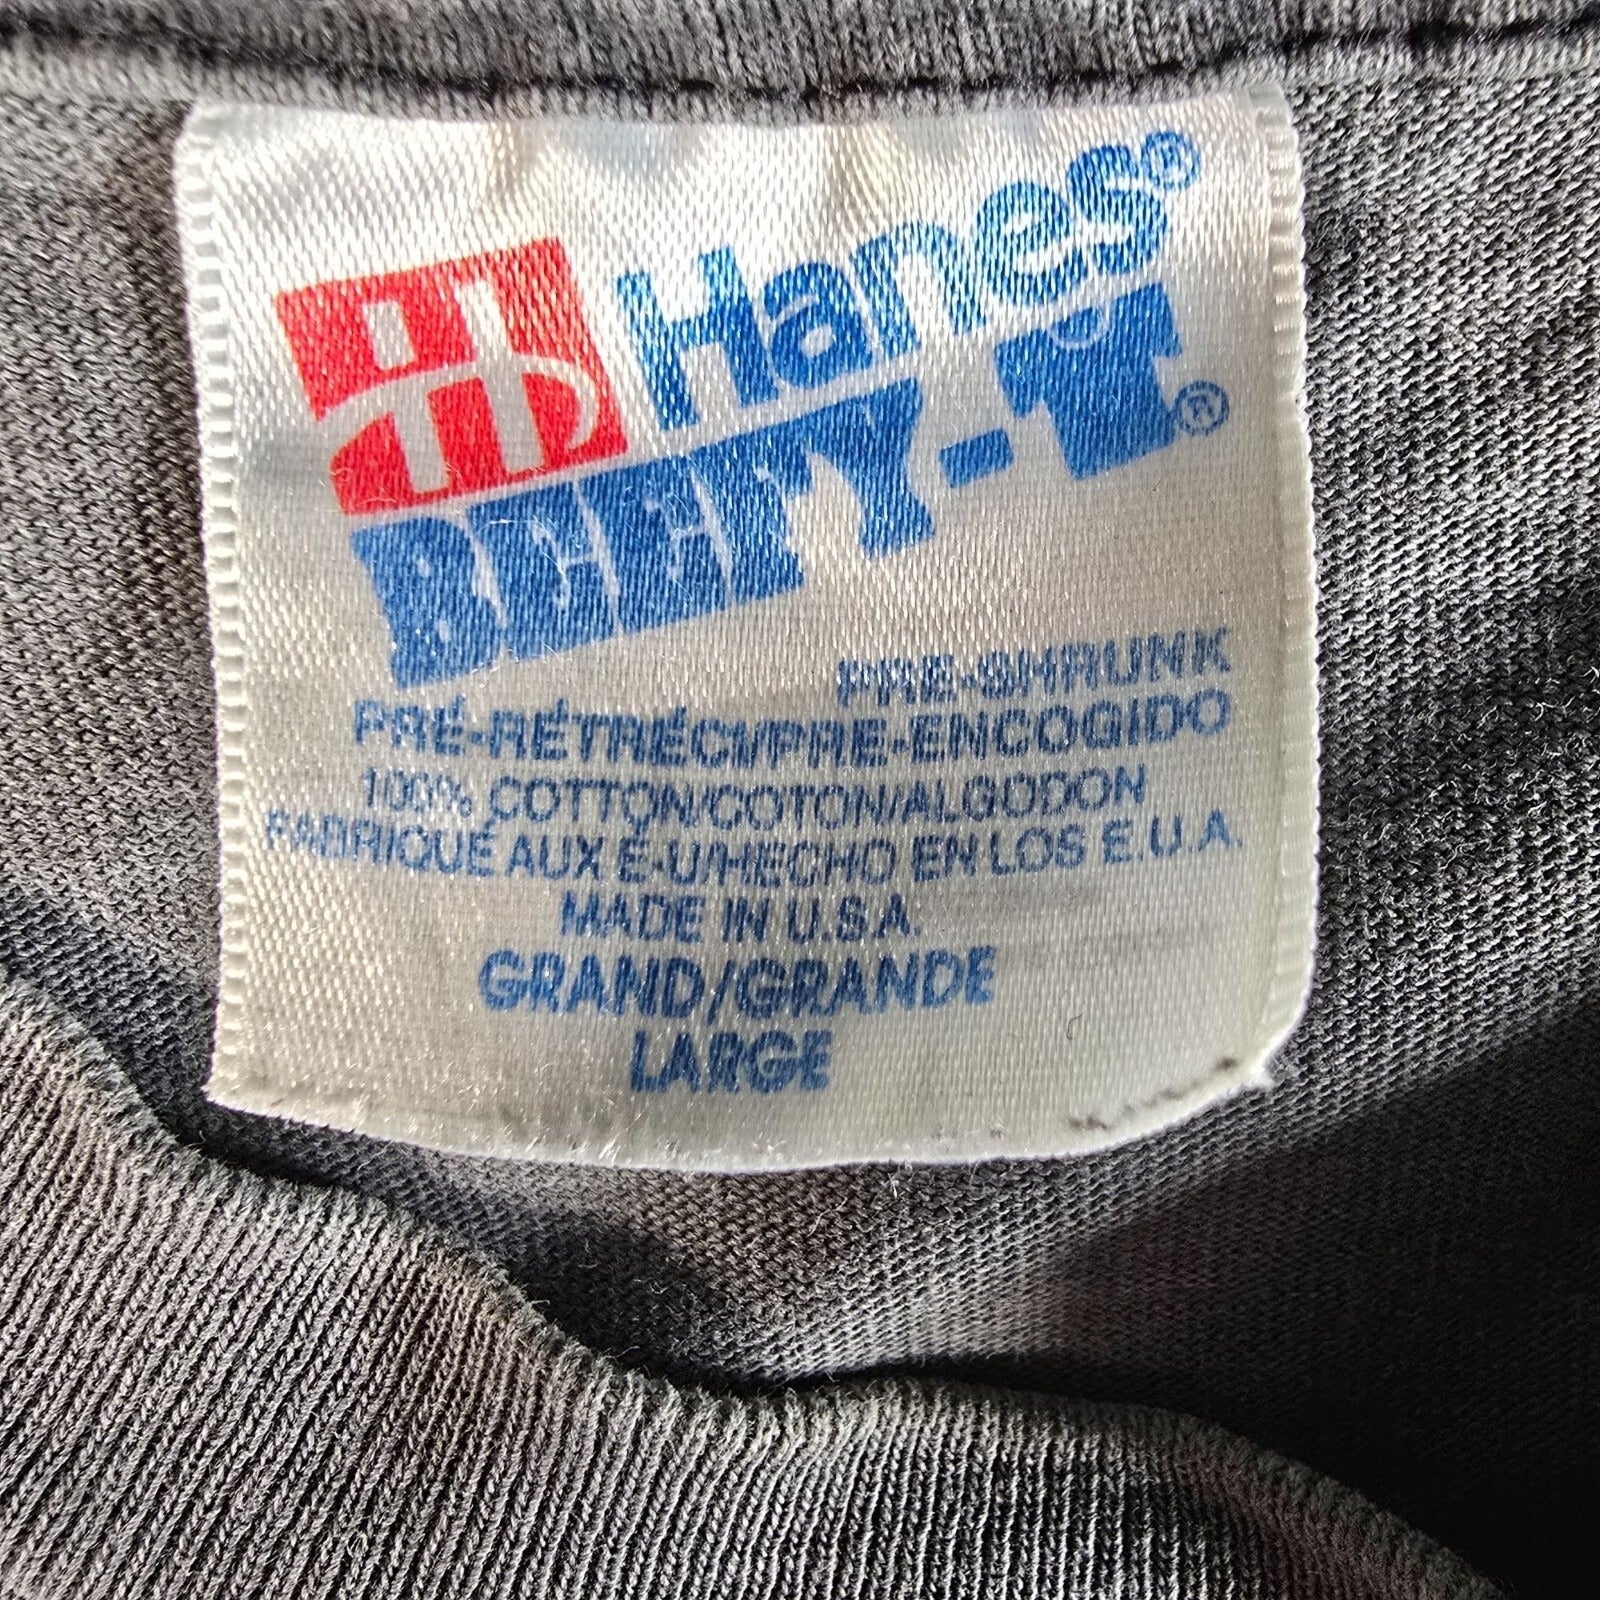 Hanes®
BEEFY-T®
PRE-SHRUNK
PRÉ-RÉTRÉCI/PRE-ENCOGIDO
100% COTTON/COTON/ALGODON
FABRIQUÉ AUX É-U/HECHO EN LOS E.U.A.
MADE IN U.S.A.
GRAND/GRANDE
LARGE